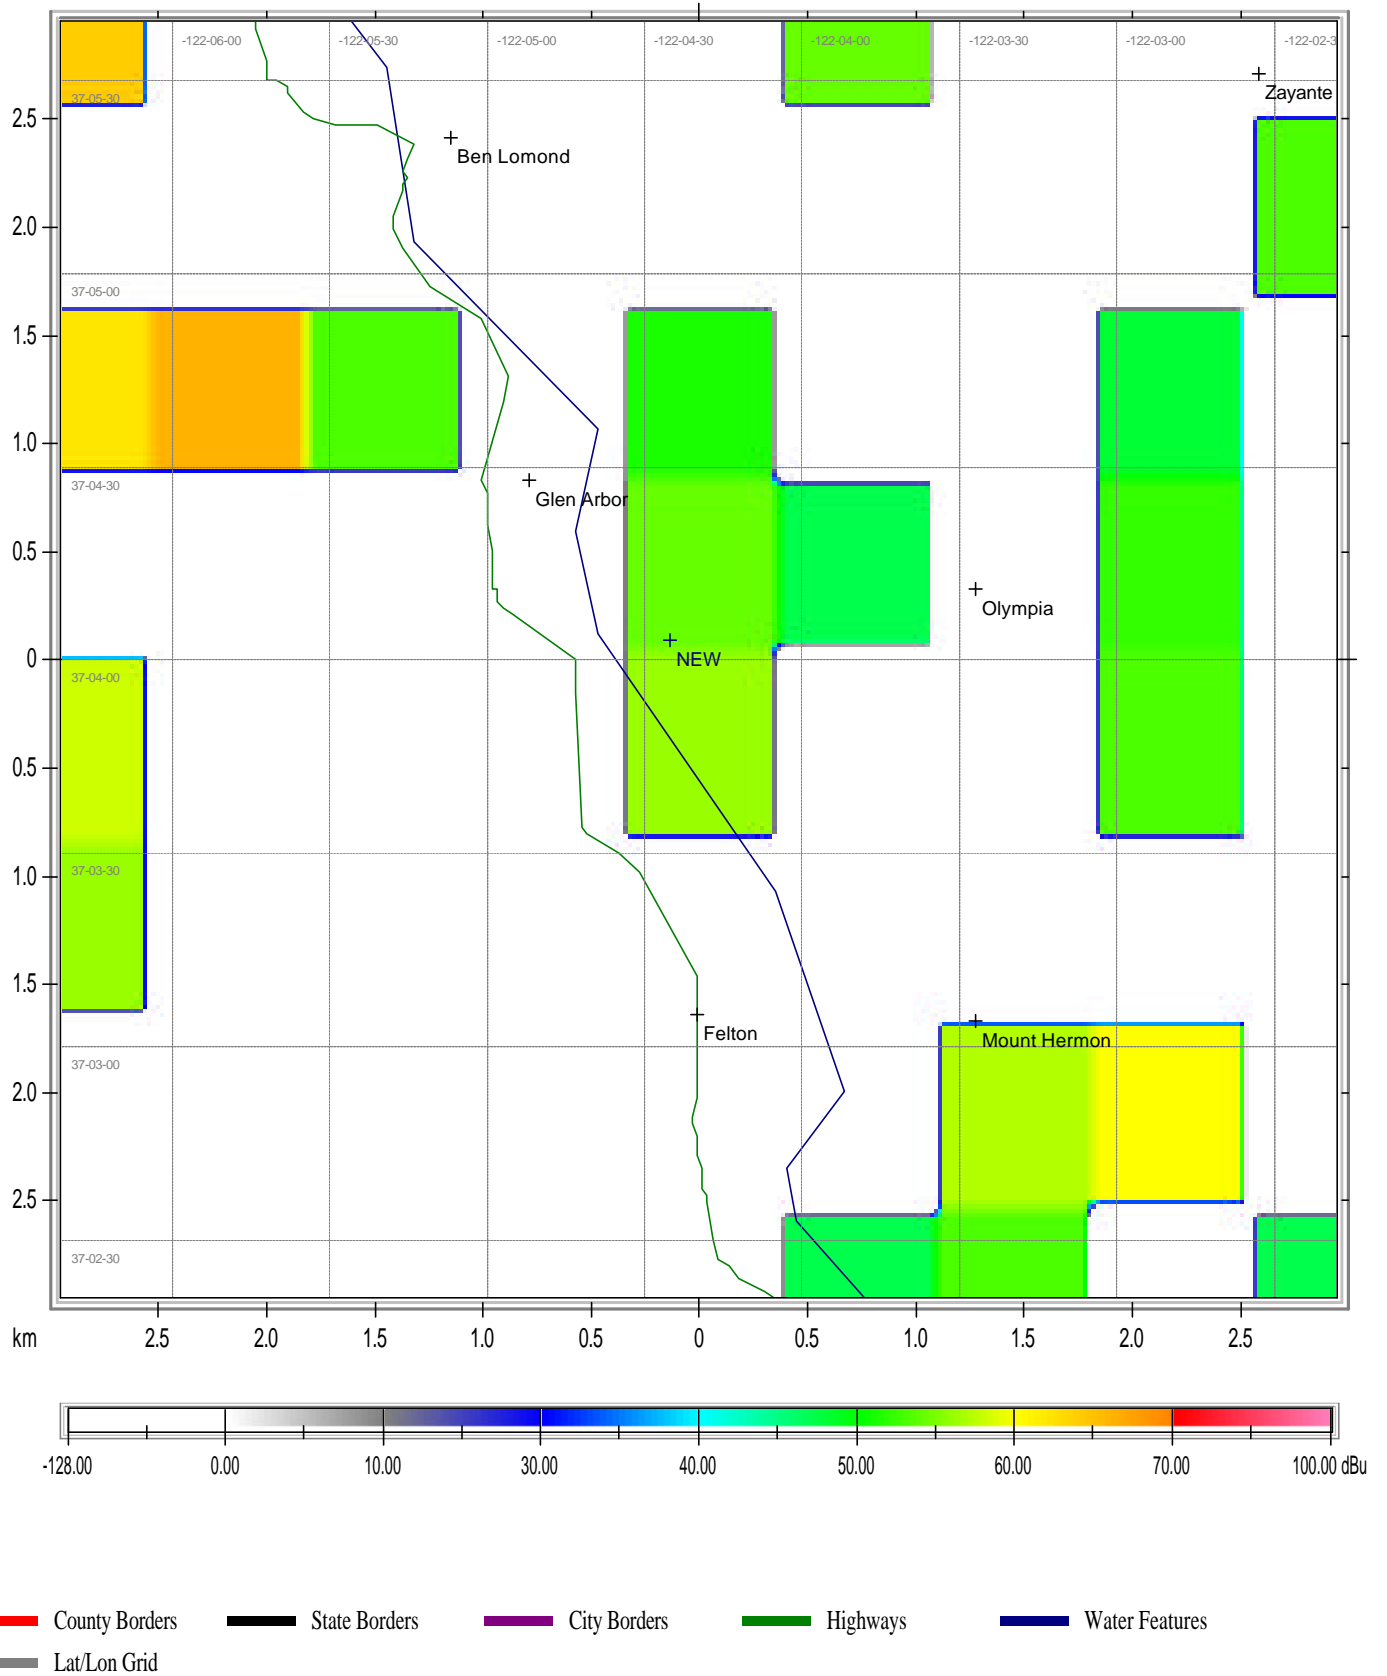 -122-06-00 -122-05-30 -122-05-00 -122-04-30 -122-04-00 -122-03-30 -122-03-00 -122-02-3
Zayante
37-05-30
2.5
Ben Lomond
2.0
37-05-00
1.5
1.0
37-04-30
Glen Arbor
0.5
Olympia
0
NEW
37-04-00
0.5
37-03-30
1.0
1.5
Felton
Mount Hermon
37-03-00
2.0
2.5
37-02-30
km 2.5 2.0 1.5 1.0 0.5 0 0.5 1.0 1.5 2.0 2.5
-128.00 0.00 10.00 30.00 40.00 50.00 60.00 70.00 100.00 dBu
County Borders State Borders City Borders Highways Water Features
Lat/Lon Grid